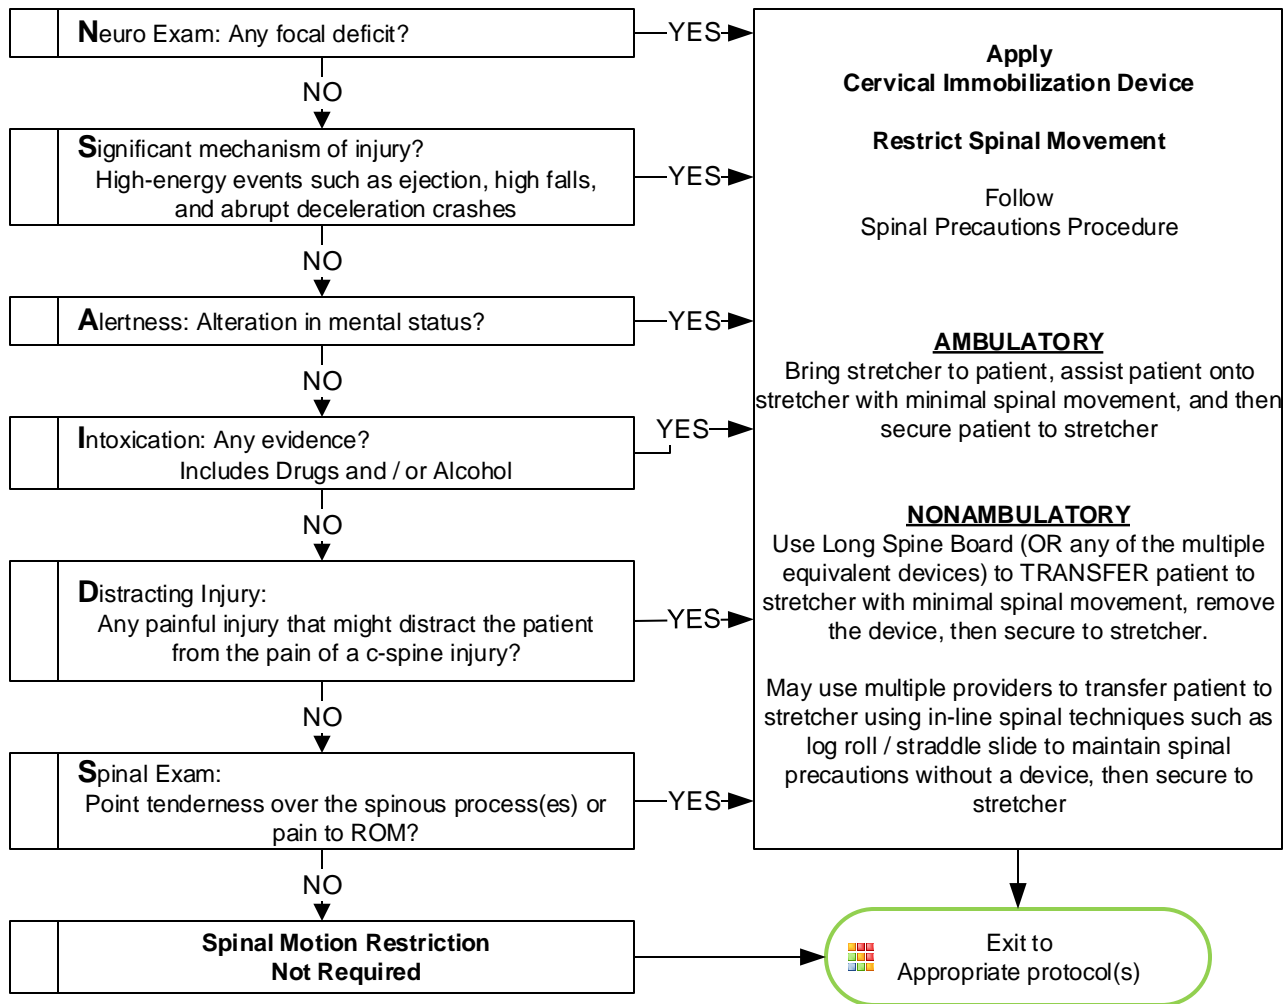 Neuro Exam: Any focal deficit?
YES
NO
Significant mechanism of injury?
High-energy events such as ejection, high falls,
and abrupt deceleration crashes
YES
NO
Alertness: Alteration in mental status?
YES
NO
Intoxication: Any evidence?
Includes Drugs and / or Alcohol
YES
NO
Distracting Injury:
Any painful injury that might distract the patient
from the pain of a c-spine injury?
YES
NO
Spinal Exam:
Point tenderness over the spinous process(es) or
pain to ROM?
YES
NO
Spinal Motion Restriction
Not Required
Apply
Cervical Immobilization Device
Restrict Spinal Movement
Follow
Spinal Precautions Procedure
AMBULATORY
Bring stretcher to patient, assist patient onto
stretcher with minimal spinal movement, and then
secure patient to stretcher
NONAMBULATORY
Use Long Spine Board (OR any of the multiple
equivalent devices) to TRANSFER patient to
stretcher with minimal spinal movement, remove
the device, then secure to stretcher.
May use multiple providers to transfer patient to
stretcher using in-line spinal techniques such as
log roll / straddle slide to maintain spinal
precautions without a device, then secure to
stretcher
Exit to
Appropriate protocol(s)